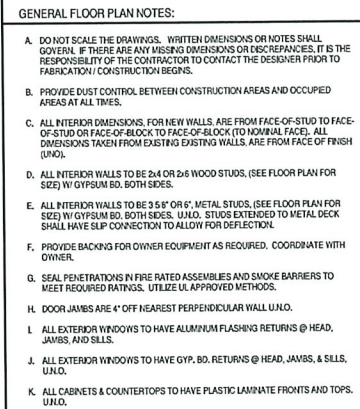 GENERAL FLOOR PLAN NOTES:
A. DO NOT SCALE THE DRAWINGS. WRITTEN DIMENSIONS OR NOTES SHALL
GOVERN. IF THERE ARE ANY MISSING DIMENSIONS OR DISCREPANCIES, IT IS THE
RESPONSIBILITY OF THE CONTRACTOR TO CONTACT THE DESIGNER PRIOR TO
FABRICATION / CONSTRUCTION BEGINS.
B. PROVIDE DUST CONTROL BETWEEN CONSTRUCTION AREAS AND OCCUPIED
AREAS AT ALL TIMES.
C. ALL INTERIOR DIMENSIONS, FOR NEW WALLS, ARE FROM FACE-OF-STUD TO FACE-
OF-STUD OR FACE-OF-BLOCK TO FACE-OF-BLOCK (TO NOMINAL FACE). ALL
DIMENSIONS TAKEN FROM EXISTING EXISTING WALLS, ARE FROM FACE OF FINISH
(UNO).
D. ALL INTERIOR WALLS TO BE 2x4 OR 2x6 WOOD STUDS, (SEE FLOOR PLAN FOR
SIZE) W/ GYPSUM BD. BOTH SIDES.
E. ALL INTERIOR WALLS TO BE 3 5/8" OR 6", METAL STUDS, (SEE FLOOR PLAN FOR
SIZE) W/ GYPSUM BD. BOTH SIDES. U.N.O. STUDS EXTENDED TO METAL DECK
SHALL HAVE SLIP CONNECTION TO ALLOW FOR DEFLECTION.
F. PROVIDE BACKING FOR OWNER EQUIPMENT AS REQUIRED. COORDINATE WITH
OWNER.
G. SEAL PENETRATIONS IN FIRE RATED ASSEMBLIES AND SMOKE BARRIERS TO
MEET REQUIRED RATINGS. UTILIZE UL APPROVED METHODS.
H. DOOR JAMBS ARE 4" OFF NEAREST PERPENDICULAR WALL U.N.O.
I. ALL EXTERIOR WINDOWS TO HAVE ALUMINUM FLASHING RETURNS @ HEAD,
JAMBS, AND SILLS.
J. ALL EXTERIOR WINDOWS TO HAVE GYP. BD. RETURNS @ HEAD, JAMBS, & SILLS,
U.N.O.
K. ALL CABINETS & COUNTERTOPS TO HAVE PLASTIC LAMINATE FRONTS AND TOPS.
U.N.O.